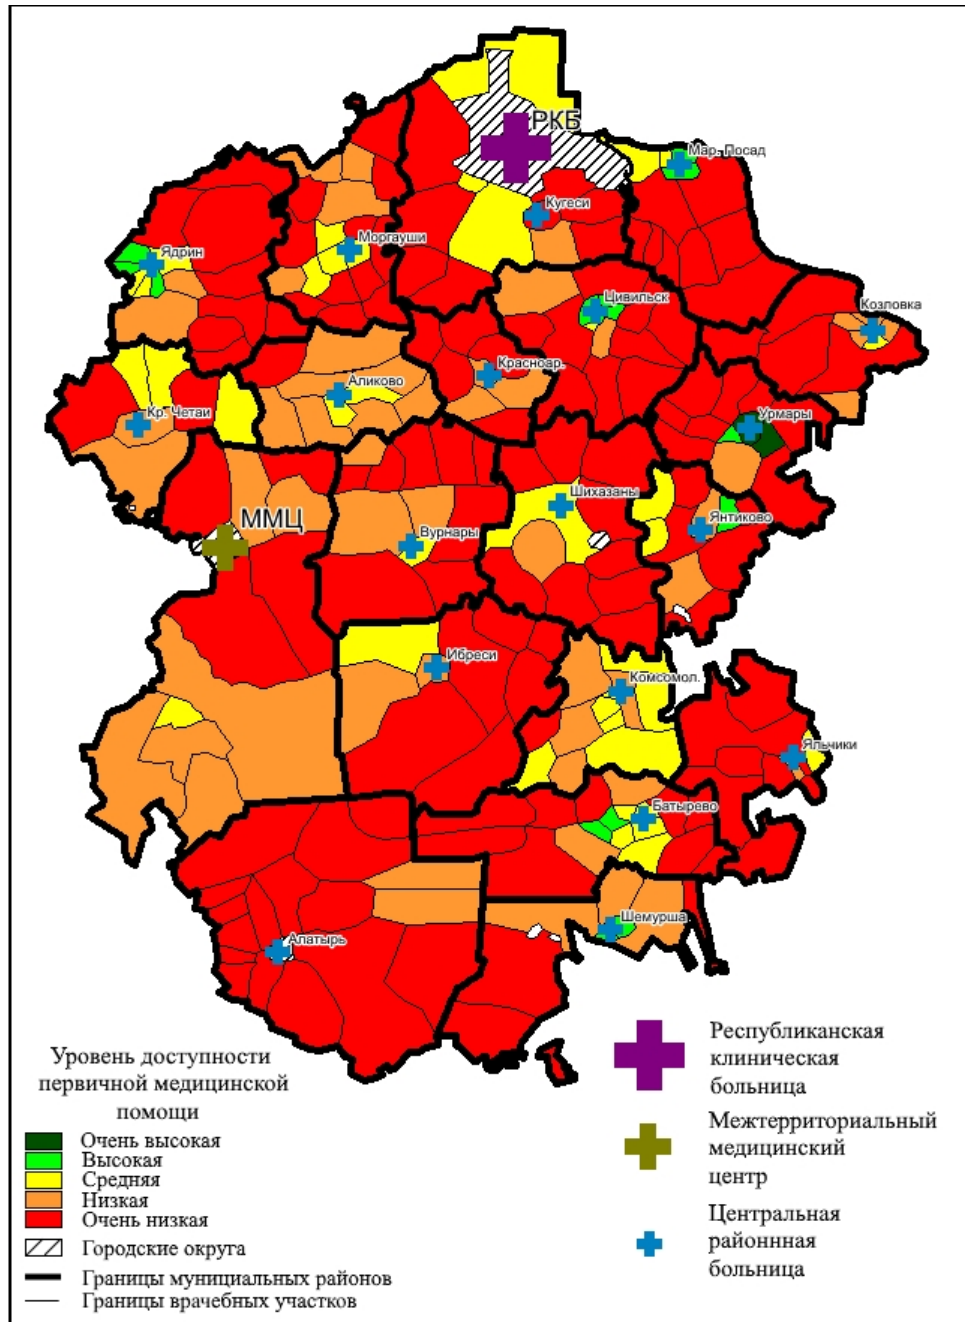 РКБ
Мар. Посад
Кугеси
Моргауши
Ядрин
Цивильск
Козловка
Красноар.
Аликово
Кр. Четаи
Урмары
Шихазаны
ММЦ
Янтиково
Вурнары
Ибреси
Комсомол.
Яльчики
Батырево
Шемурша
Алатырь
Уровень доступности
первичной медицинской
помощи
Очень высокая
Высокая
Средняя
Низкая
Очень низкая
Городские округа
Границы муниципальных районов
Границы врачебных участков
Республиканская
клиническая
больница
Межтерриториальный
медицинский
центр
Центральная
районнная
больница